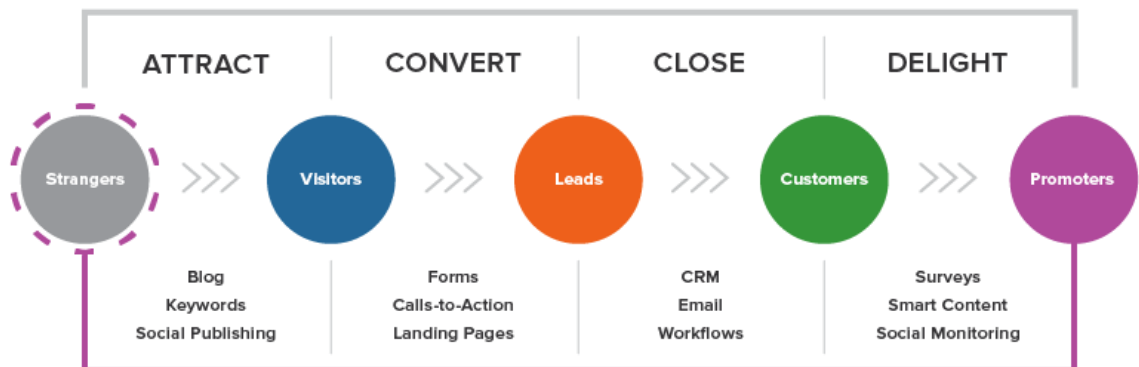 ATTRACT
CONVERT
CLOSE
DELIGHT
Strangers
Visitors
Leads
Customers
Promoters
Blog
Keywords
Social Publishing
Forms
Calls-to-Action
Landing Pages
CRM
Email
Workflows
Surveys
Smart Content
Social Monitoring